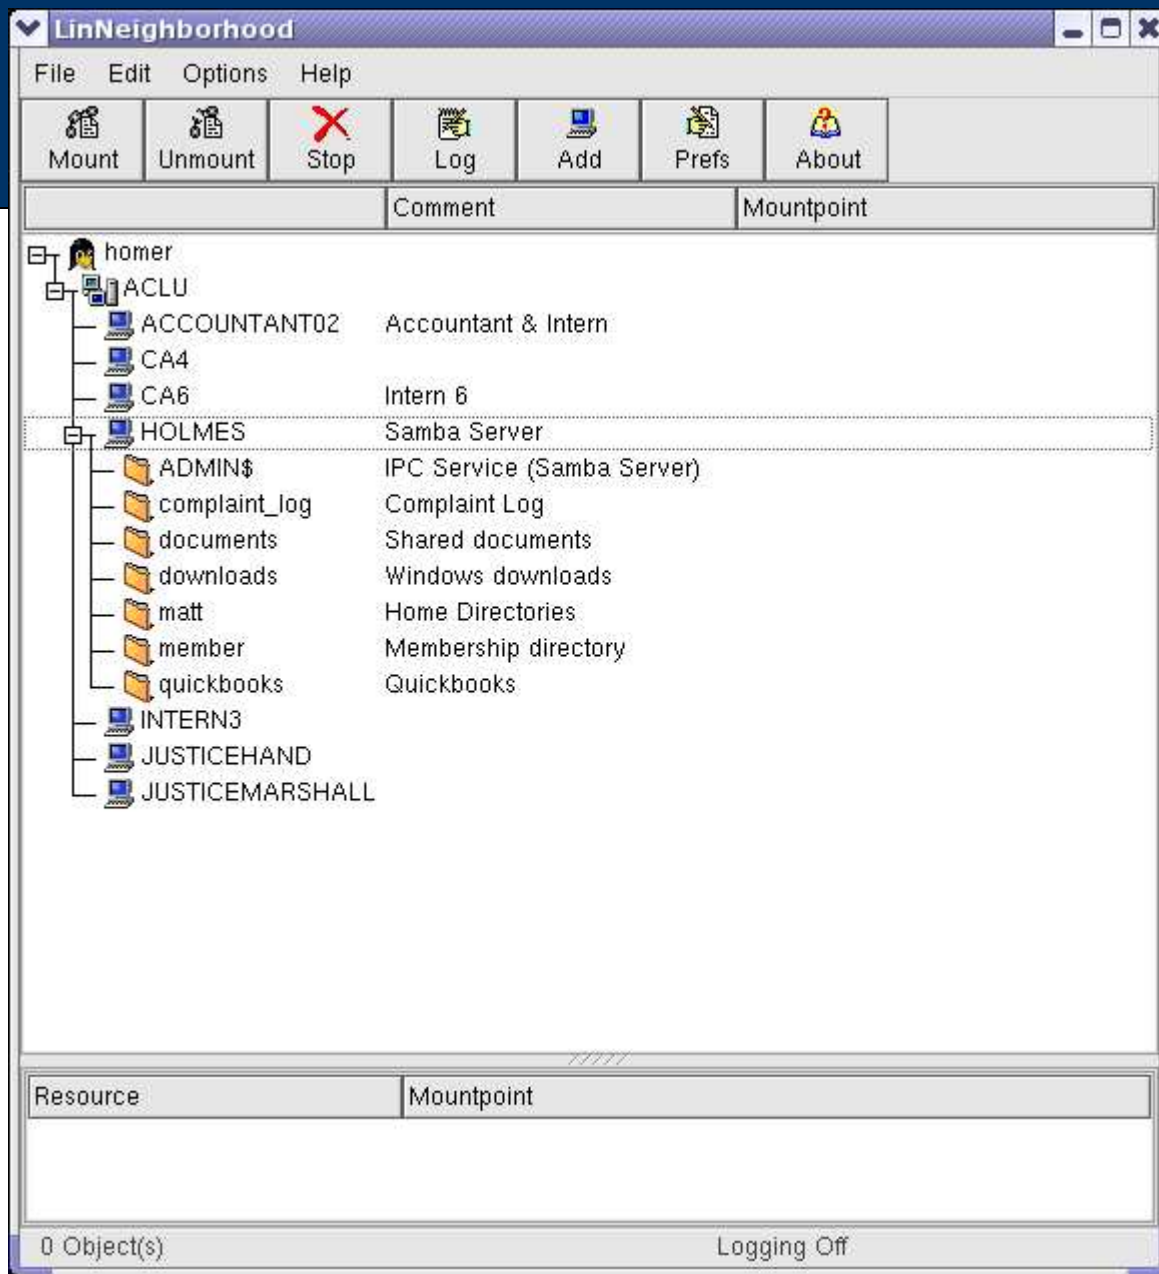 LinNeighborhood
File Edit Options Help
Mount Unmount Stop Log Add Prefs About
Comment Mountpoint
homer
ACLU
ACCOUNTANT02 Accountant & Intern
CA4
CA6 Intern 6
HOLMES Samba Server
ADMIN$ IPC Service (Samba Server)
complaint_log Complaint Log
documents Shared documents
downloads Windows downloads
matt Home Directories
member Membership directory
quickbooks Quickbooks
INTERN3
JUSTICEHAND
JUSTICEMARSHALL
Resource Mountpoint
0 Object(s) Logging Off